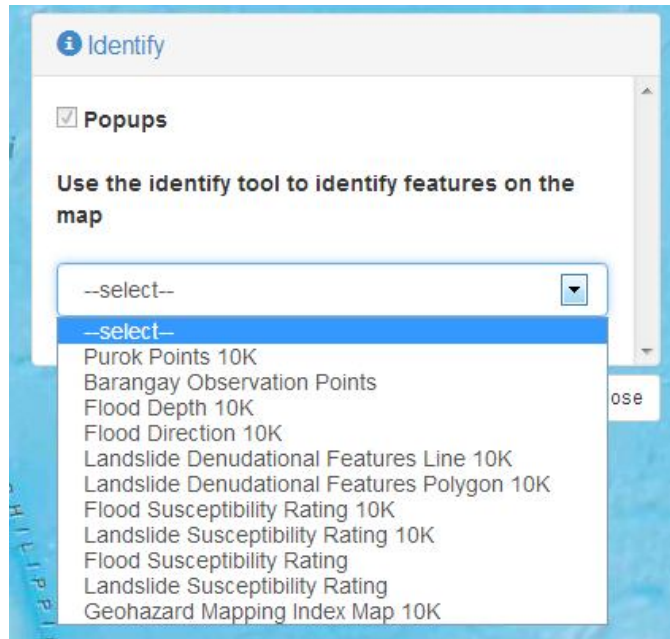 Identify
Popups
Use the identify tool to identify features on the
map
--select--
--select--
Purok Points 10K
Barangay Observation Points
Flood Depth 10K
ose
Flood Direction 10K
Landslide Denudational Features Line 10K
Landslide Denudational Features Polygon 10K
Flood Susceptibility Rating 10K
Landslide Susceptibility Rating 10K
Flood Susceptibility Rating
Landslide Susceptibility Rating
Geohazard Mapping Index Map 10K
HILIPPI